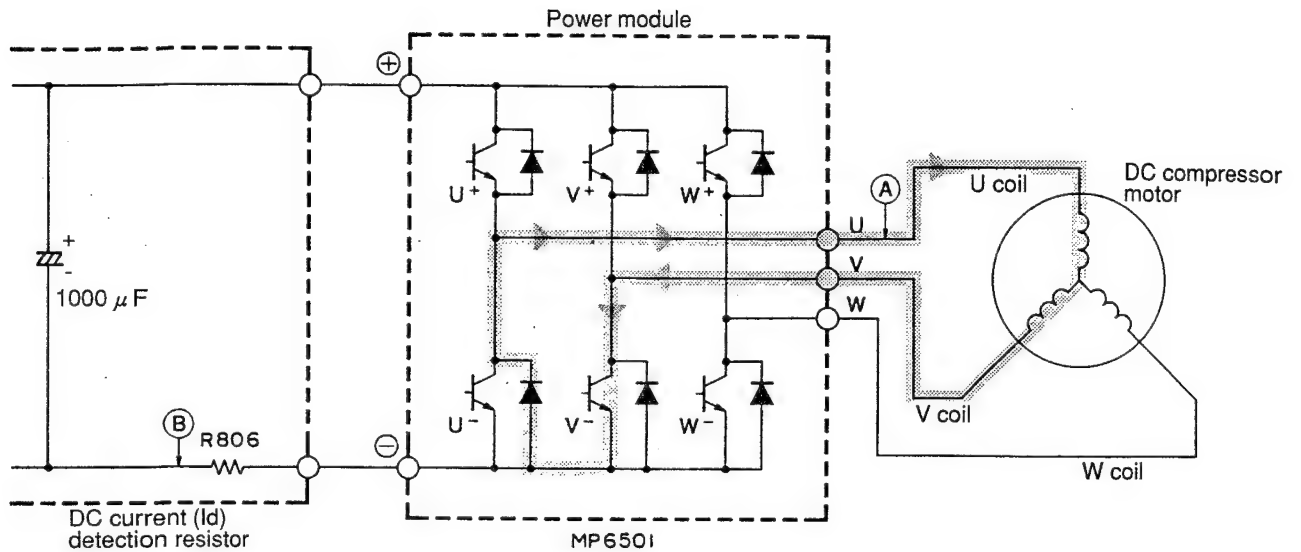 Power module
⊕
U+
V+
W+
A
U coil
DC compressor
motor
U
V
W
+
-
1000 μF
U-
V-
W-
V coil
B
R806
⊖
W coil
DC current (Id)
detection resistor
MP6501